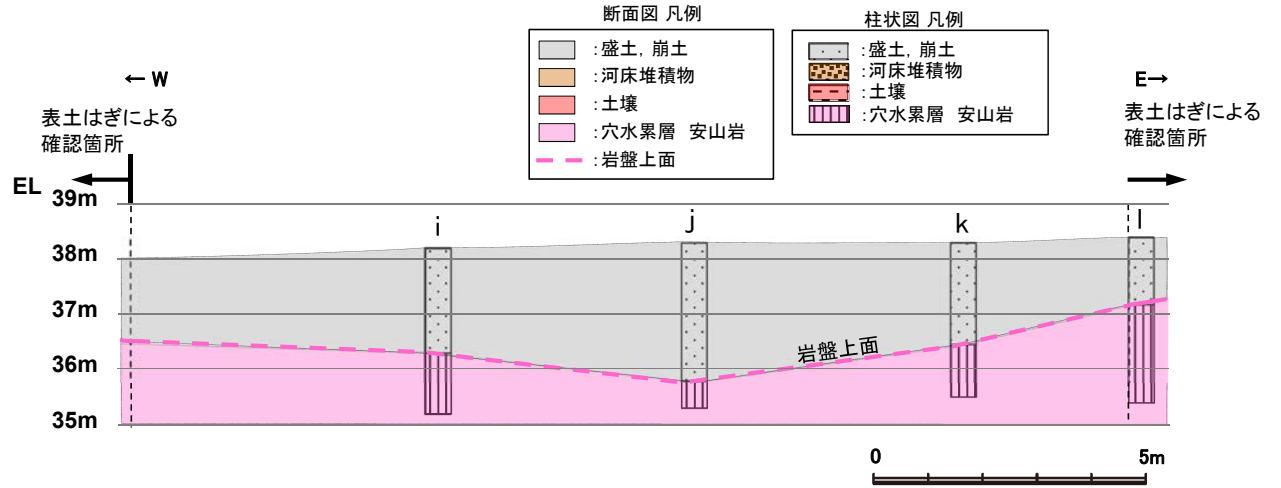 断面図 凡例
:盛土, 崩土
:河床堆積物
:土壌
:穴水累層 安山岩
:岩盤上面
柱状図 凡例
:盛土, 崩土
:河床堆積物
:土壌
:穴水累層 安山岩
← W
表土はぎによる
確認箇所
E→
表土はぎによる
確認箇所
EL
39m
38m
37m
36m
35m
i
j
k
l
岩盤上面
0
5m